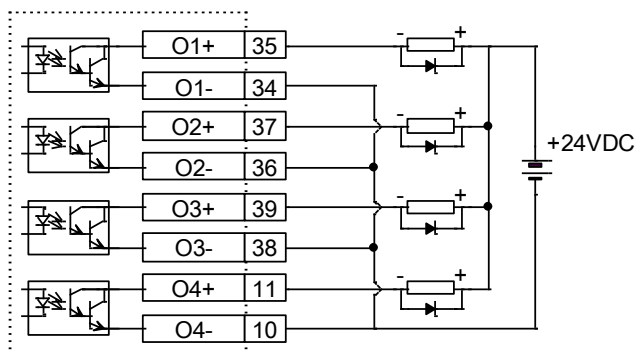 O1+ 35 - +
O1- 34
O2+ 37 - +
+24VDC
O2- 36
O3+ 39 - +
O3- 38
O4+ 11 - +
O4- 10